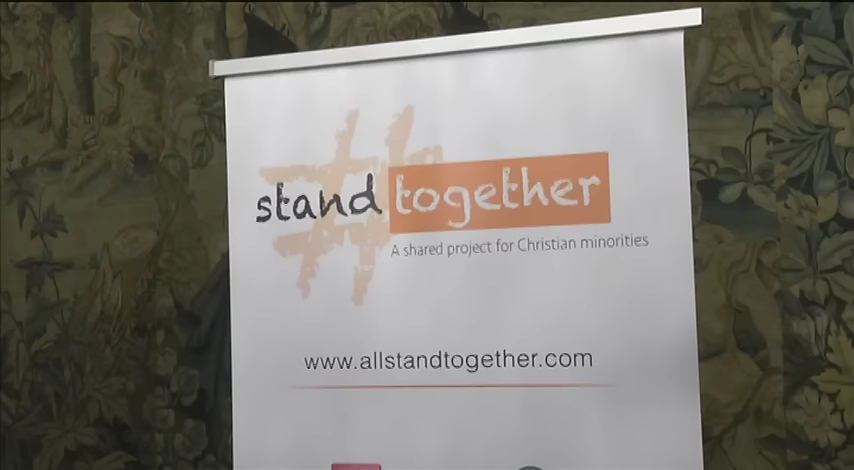 #
stand together
A shared project for Christian minorities
www.allstandtogether.com